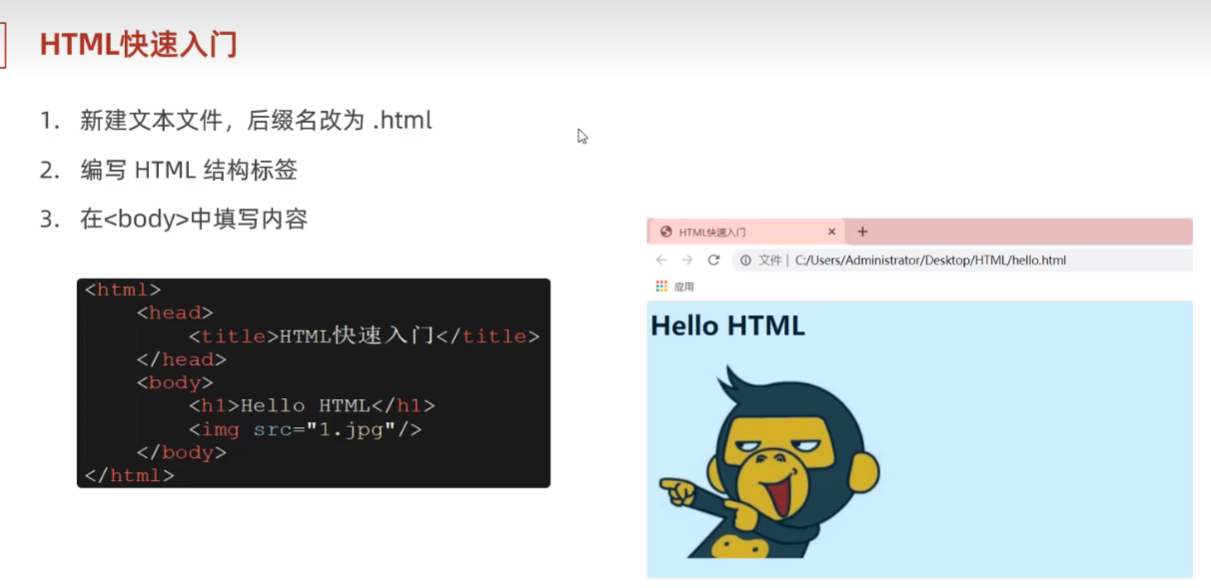 HTML快速入门
1. 新建文本文件，后缀名改为 .html
2. 编写 HTML 结构标签
3. 在<body>中填写内容
<html>
<head>
<title>HTML快速入门</title>
</head>
<body>
<h1>Hello HTML</h1>
<img src="1.jpg"/>
</body>
</html>
HTML快速入门
文件 | C:/Users/Administrator/Desktop/HTML/hello.html
应用
Hello HTML